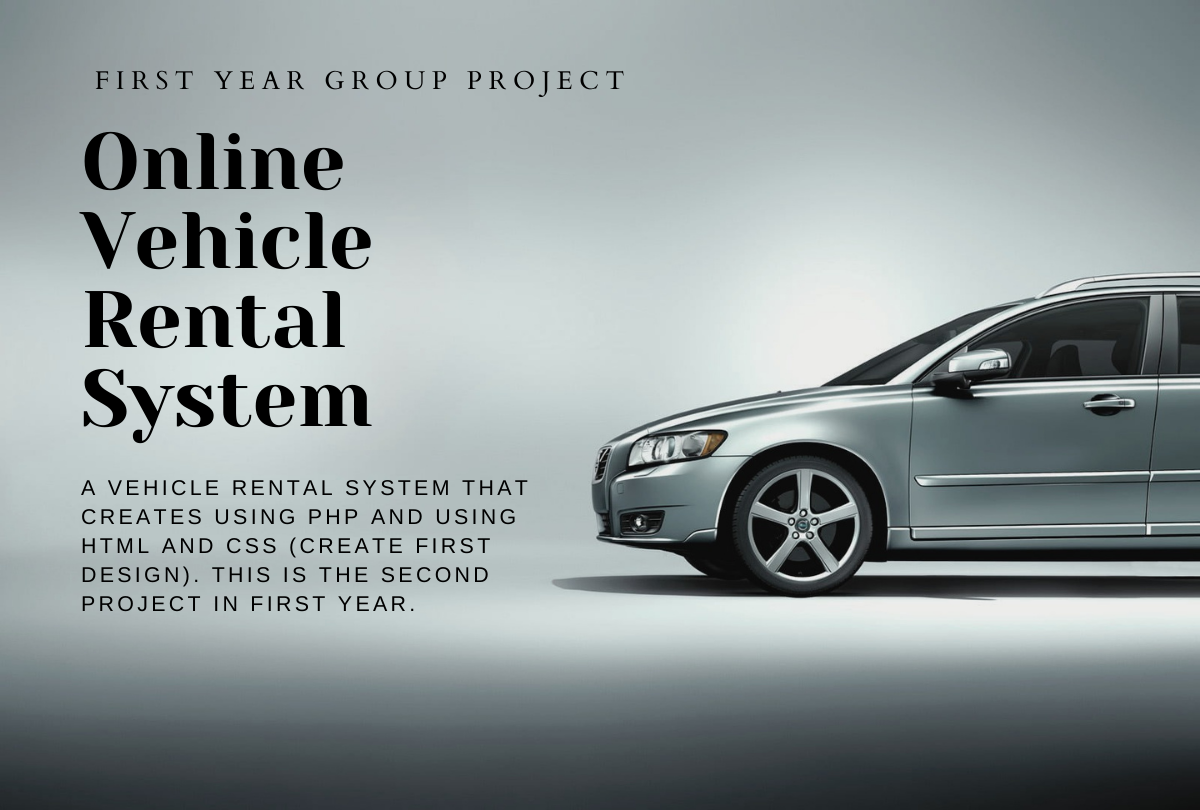 FIRST YEAR GROUP PROJECT
Online
Vehicle
Rental
System
A VEHICLE RENTAL SYSTEM THAT
CREATES USING PHP AND USING
HTML AND CSS (CREATE FIRST
DESIGN). THIS IS THE SECOND
PROJECT IN FIRST YEAR.